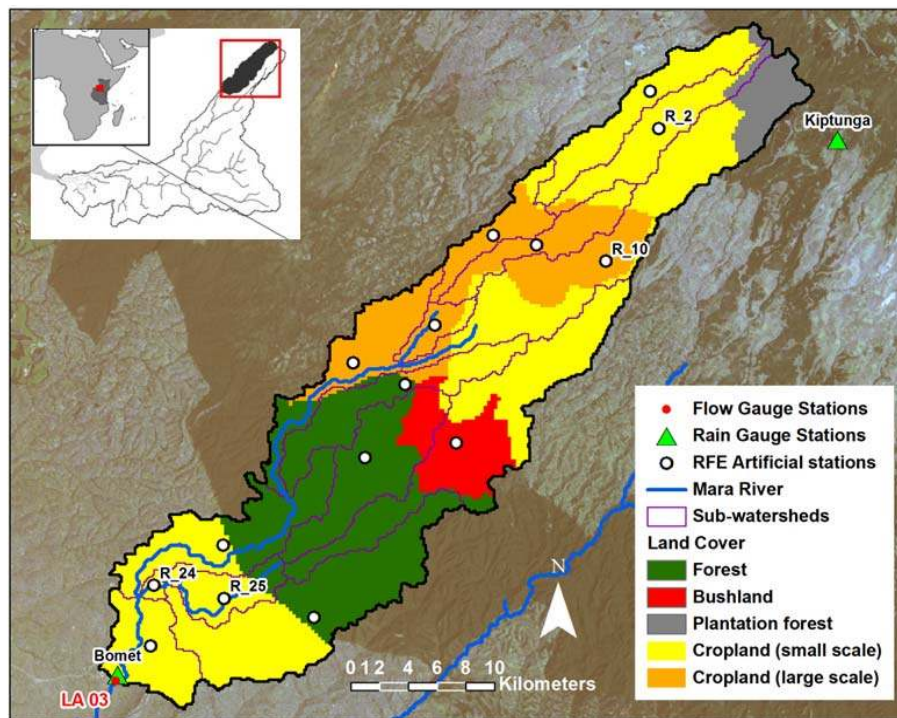 Kiptunga
R_2
R_10
R_24
R_25
Bomet
LA 03
N
0 1 2 4 6 8 10
Kilometers
Flow Gauge Stations
Rain Gauge Stations
RFE Artificial stations
Mara River
Sub-watersheds
Land Cover
Forest
Bushland
Plantation forest
Cropland (small scale)
Cropland (large scale)